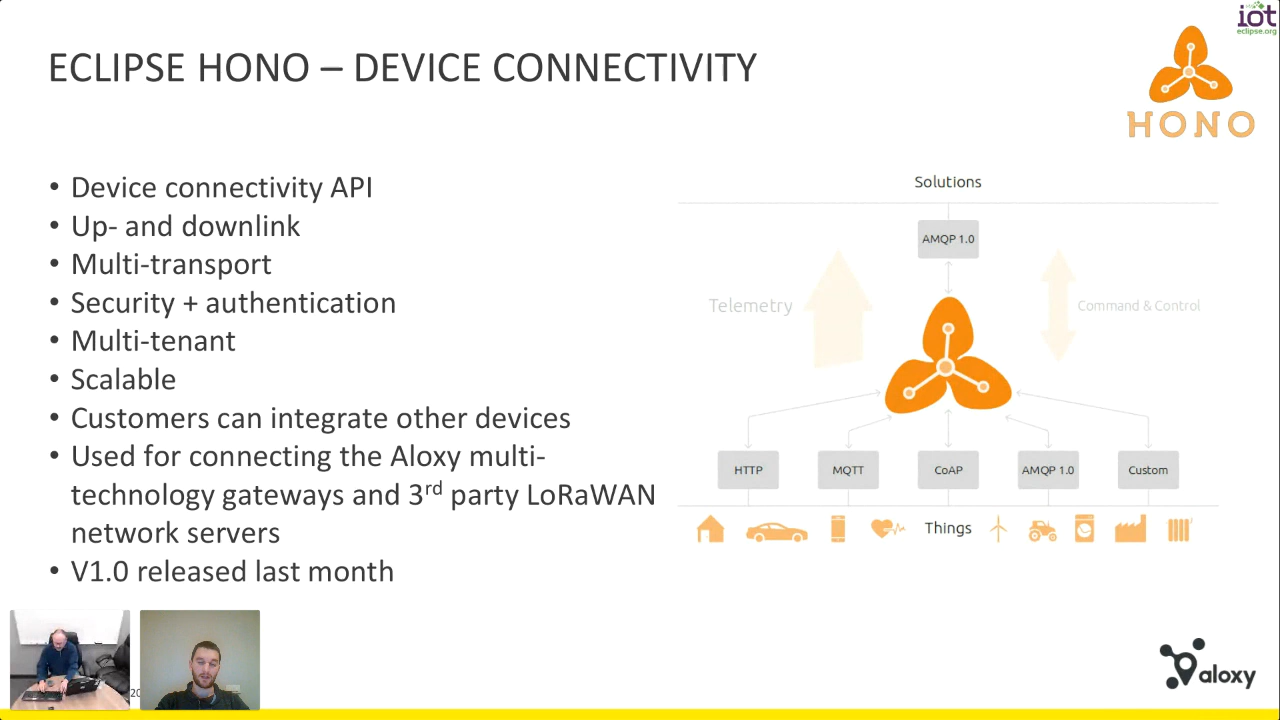 iot
eclipse.org
ECLIPSE HONO – DEVICE CONNECTIVITY
HONO
• Device connectivity API
• Up- and downlink
• Multi-transport
• Security + authentication
• Multi-tenant
• Scalable
• Customers can integrate other devices
• Used for connecting the Aloxy multi-
technology gateways and 3rd party LoRaWAN
network servers
• V1.0 released last month
Solutions
AMQP 1.0
Telemetry
Command & Control
HTTP
MQTT
CoAP
AMQP 1.0
Custom
Things
20
aloxy